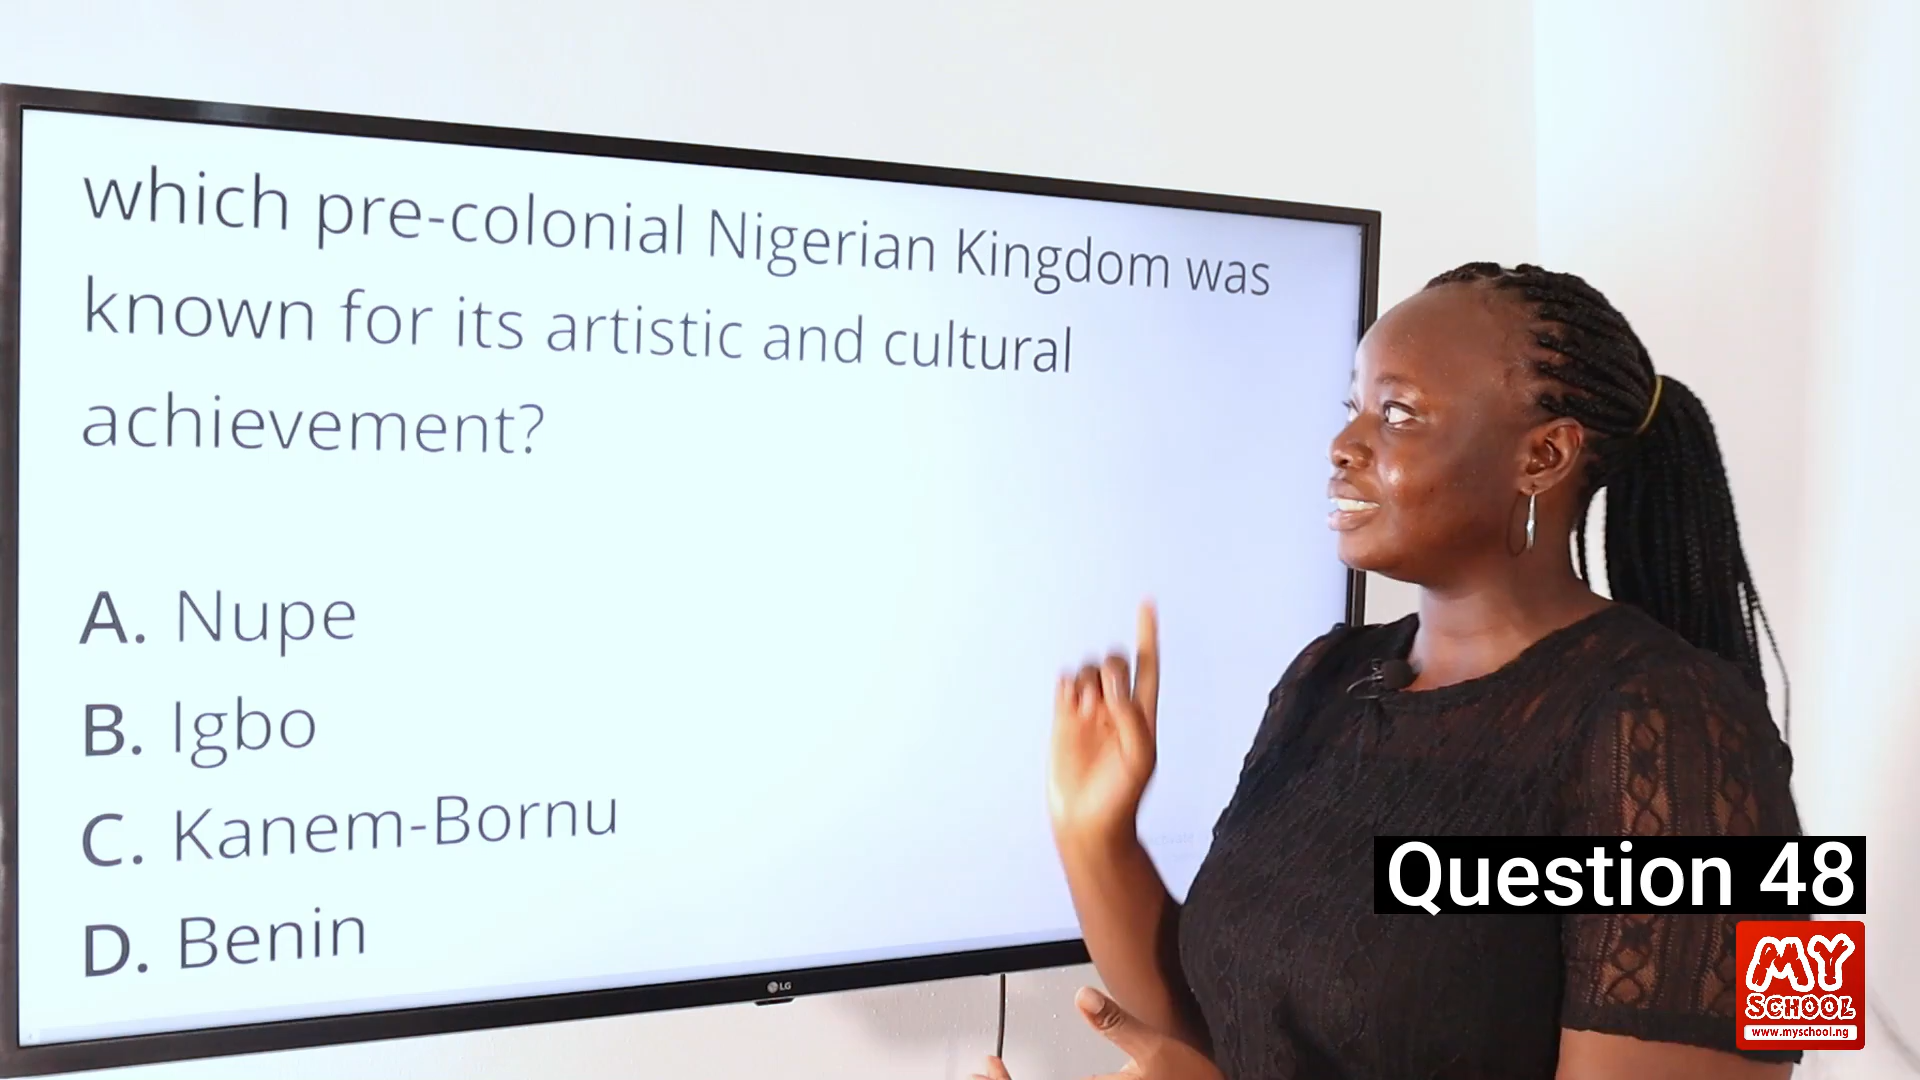 which pre-colonial Nigerian Kingdom was
known for its artistic and cultural
achievement?
A. Nupe
B. Igbo
C. Kanem-Bornu
D. Benin
LG
Question 48
MY
SCHOOL
www.myschool.ng